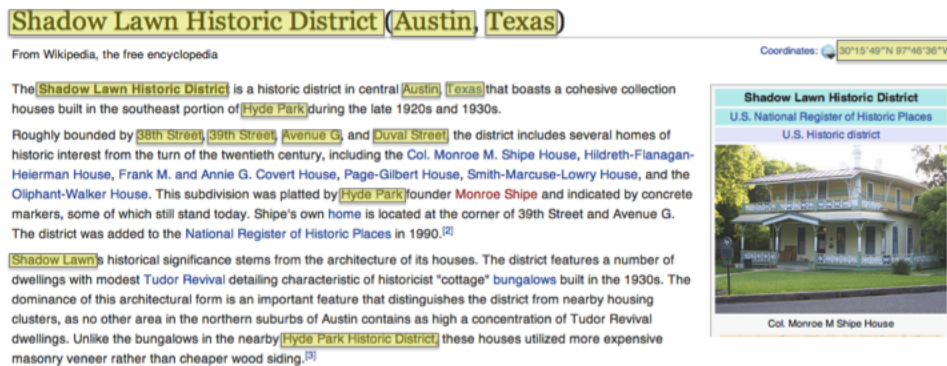 Shadow Lawn Historic District (Austin, Texas)
From Wikipedia, the free encyclopedia
Coordinates: 30°15′49″N 97°46′36″W
The Shadow Lawn Historic District is a historic district in central Austin, Texas that boasts a cohesive collection
houses built in the southeast portion of Hyde Park during the late 1920s and 1930s.
Roughly bounded by 38th Street, 39th Street, Avenue G, and Duval Street, the district includes several homes of
historic interest from the turn of the twentieth century, including the Col. Monroe M. Shipe House, Hildreth-Flanagan-
Heierman House, Frank M. and Annie G. Covert House, Page-Gilbert House, Smith-Marcuse-Lowry House, and the
Oliphant-Walker House. This subdivision was platted by Hyde Park founder Monroe Shipe and indicated by concrete
markers, some of which still stand today. Shipe's own home is located at the corner of 39th Street and Avenue G.
The district was added to the National Register of Historic Places in 1990.[2]
Shadow Lawn's historical significance stems from the architecture of its houses. The district features a number of
dwellings with modest Tudor Revival detailing characteristic of historicist "cottage" bungalows built in the 1930s. The
dominance of this architectural form is an important feature that distinguishes the district from nearby housing
clusters, as no other area in the northern suburbs of Austin contains as high a concentration of Tudor Revival
dwellings. Unlike the bungalows in the nearby Hyde Park Historic District, these houses utilized more expensive
masonry veneer rather than cheaper wood siding.[3]
Shadow Lawn Historic District
U.S. National Register of Historic Places
U.S. Historic district
Col. Monroe M Shipe House